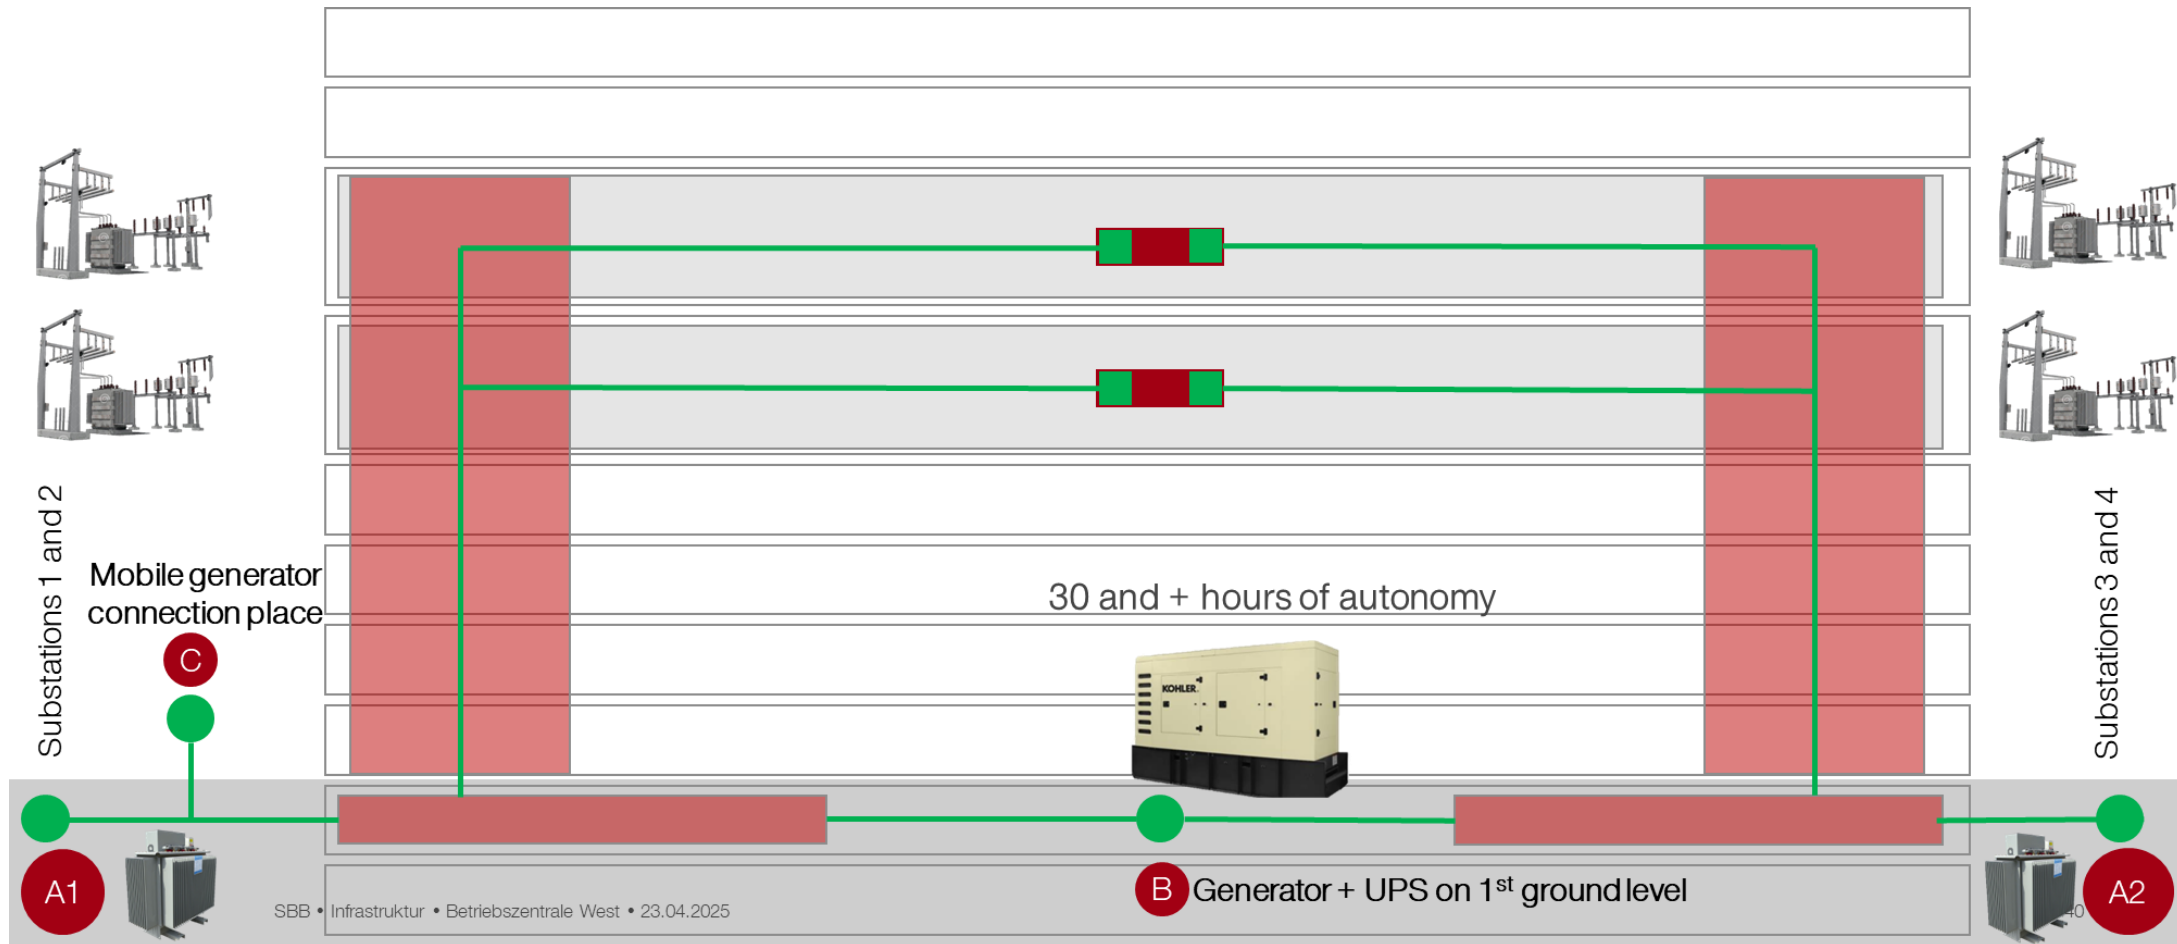 Substations 1 and 2
Mobile generator
connection place
C
30 and + hours of autonomy
KOHLER.
Substations 3 and 4
A1
B Generator + UPS on 1st ground level
A2
SBB • Infrastruktur • Betriebszentrale West • 23.04.2025
40